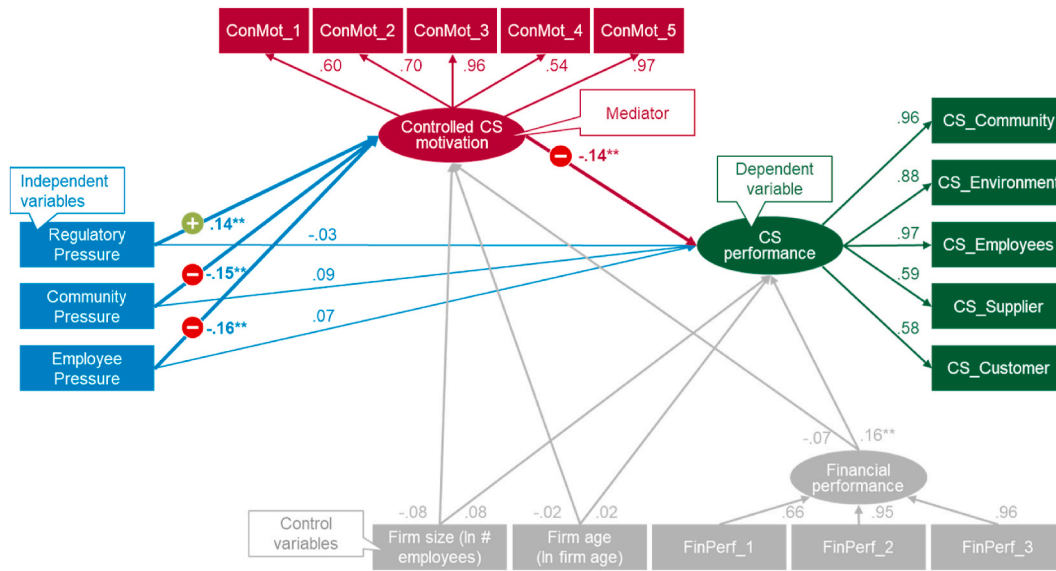 ConMot_1
ConMot_2
ConMot_3
ConMot_4
ConMot_5
.60
.70
.96
.54
.97
Controlled CS
motivation
Mediator
-.14**
Independent
variables
Regulatory
Pressure
Community
Pressure
Employee
Pressure
.14**
-.15**
-.16**
-.03
.09
.07
Dependent
variable
CS
performance
.96
.88
.97
.59
.58
CS_Community
CS_Environment
CS_Employees
CS_Supplier
CS_Customer
-.07
.16**
Financial
performance
Control
variables
-.08
.08
-.02
.02
.66
.95
.96
Firm size (ln #
employees)
Firm age
(ln firm age)
FinPerf_1
FinPerf_2
FinPerf_3